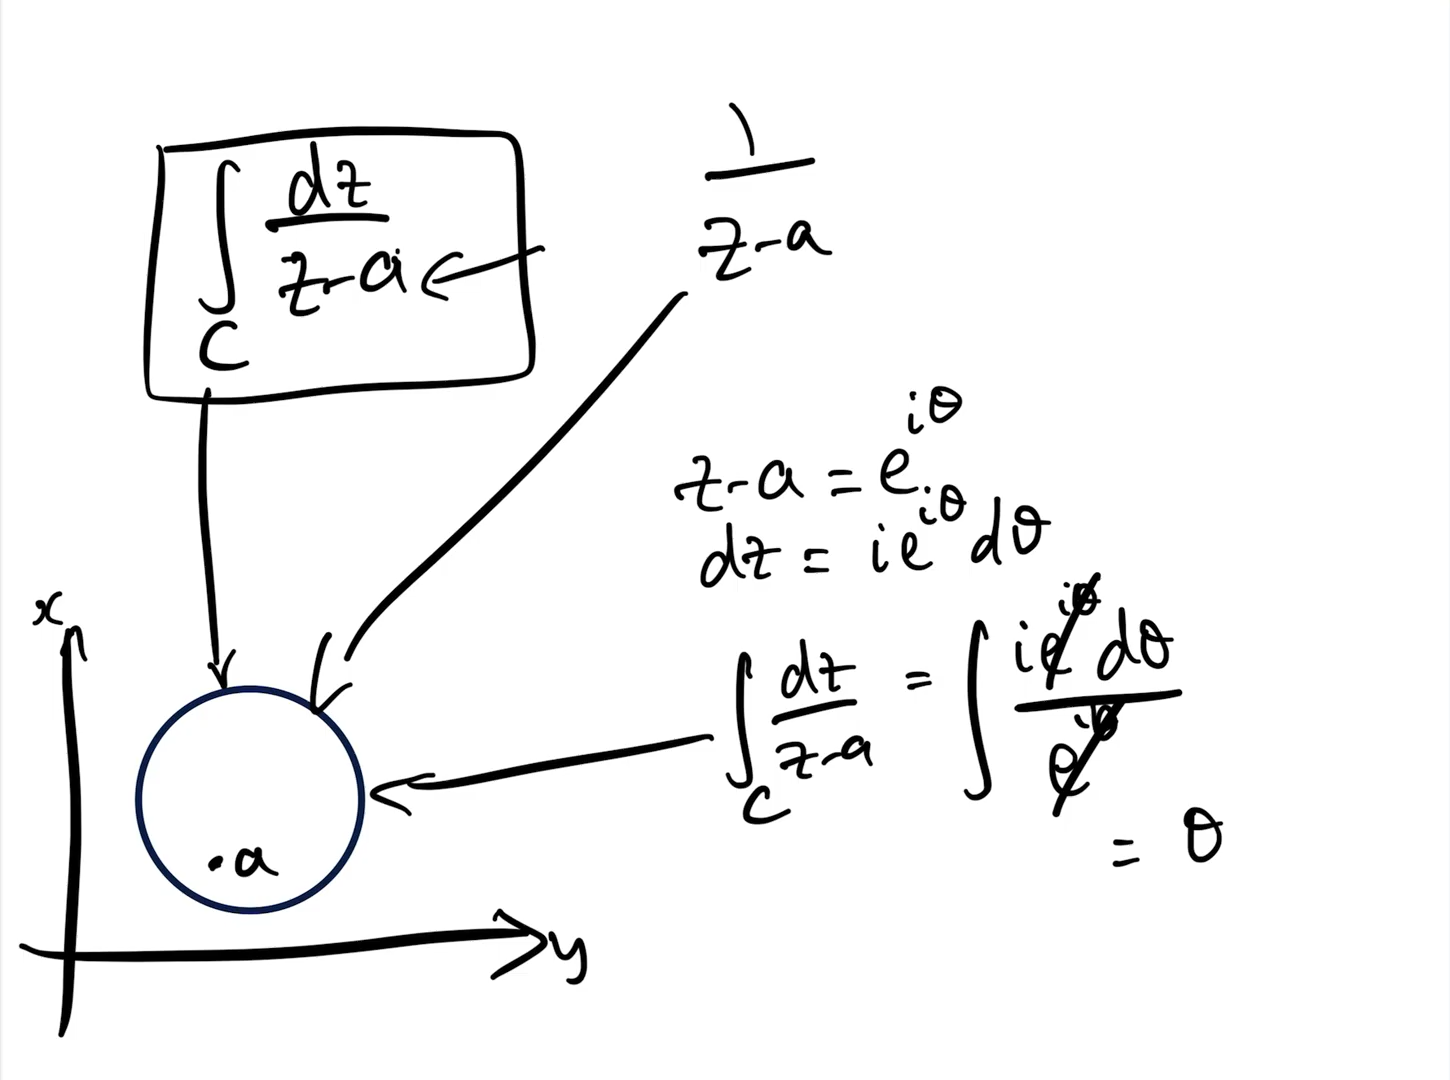 ∫_C dz/(z-a)
1/(z-a)
z-a = e^{iθ}
dz = ie^{iθ} dθ
∫_C dz/(z-a) = ∫ ie^{iθ} dθ / e^{iθ}
= θ
x
.a
y